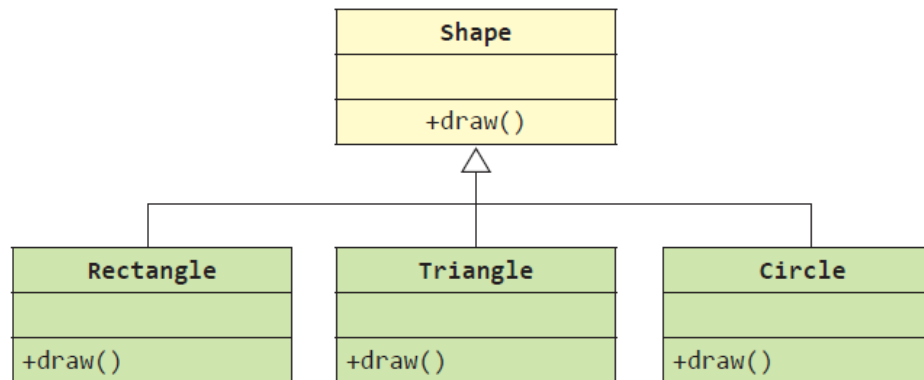 Shape
+draw()
Rectangle
Triangle
Circle
+draw()
+draw()
+draw()